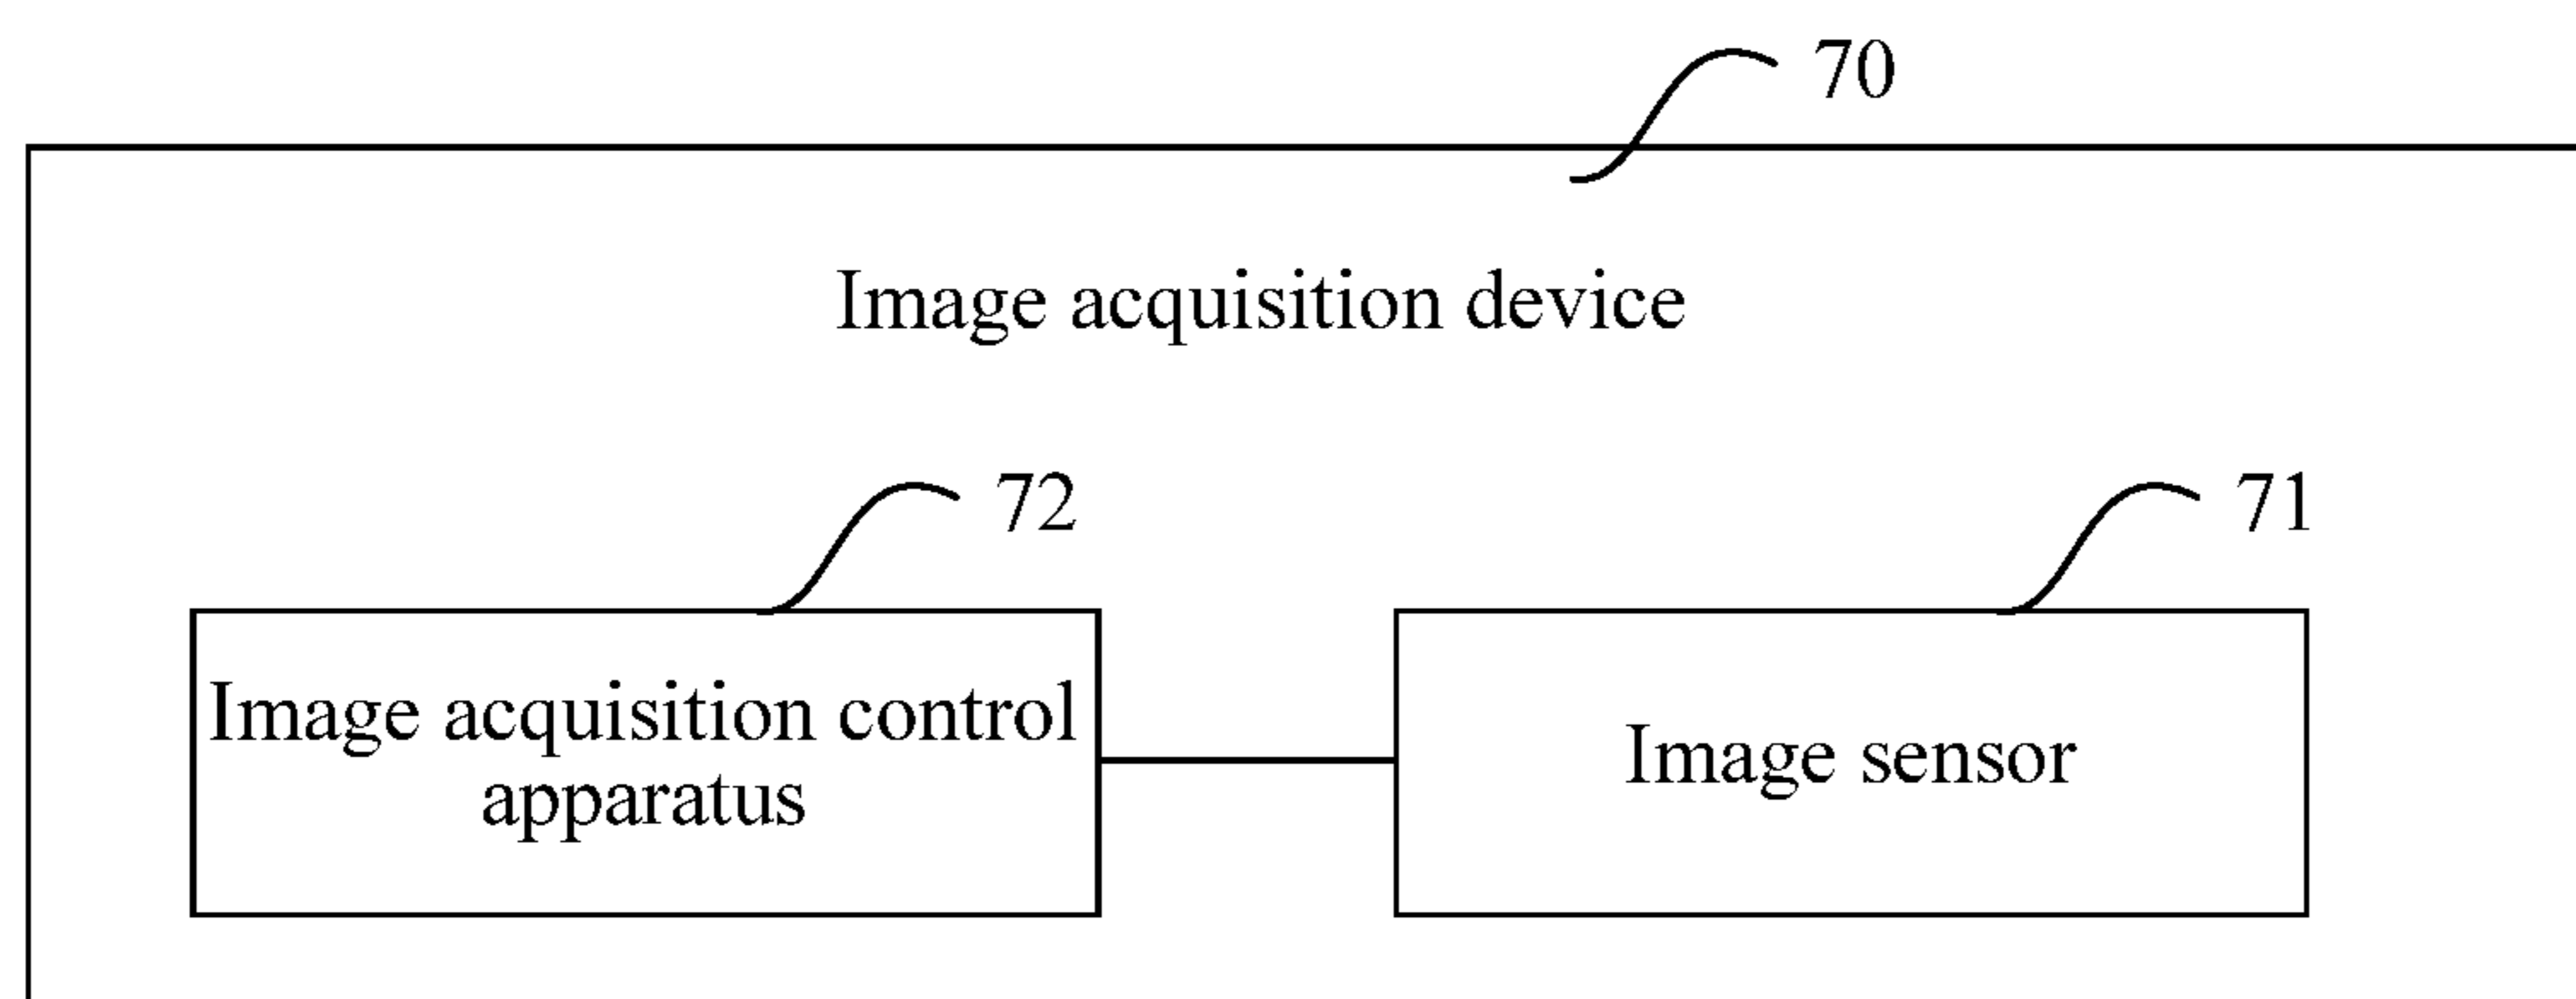 70
Image acquisition device
72
71
Image acquisition control
apparatus
Image sensor